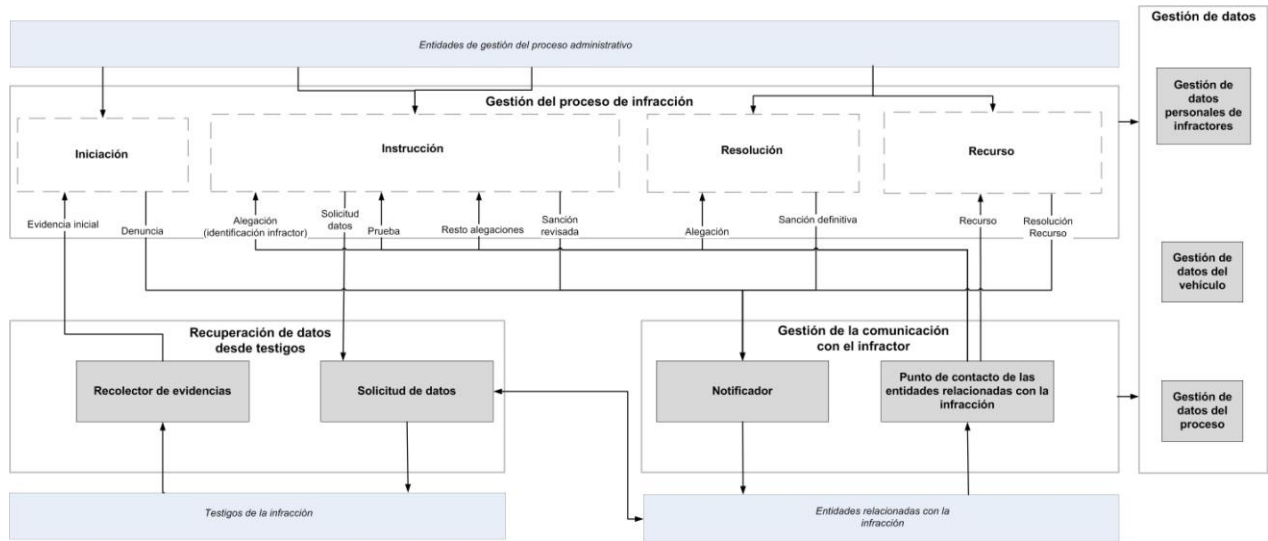 Gestión de datos
Entidades de gestión del proceso administrativo
Gestión del proceso de infracción
Iniciación
Instrucción
Resolución
Recurso
Evidencia inicial
Denuncia
Alegación
(identificación infractor)
Solicitud
datos
Prueba
Resto alegaciones
Sanción
revisada
Alegación
Sanción definitiva
Recurso
Resolución
Recurso
Gestión de
datos
personales de
infractores
Gestión de
datos del
vehículo
Gestión de
datos del
proceso
Recuperación de datos
desde testigos
Recolector de evidencias
Solicitud de datos
Gestión de la comunicación
con el infractor
Notificador
Punto de contacto de las
entidades relacionadas con la
infracción
Testigos de la infracción
Entidades relacionadas con la
infracción